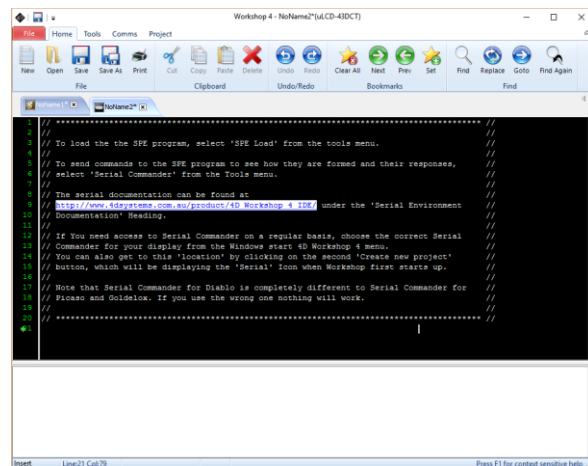 Workshop 4 - NoName2*(uLCD-43DCT)
File Home Tools Comms Project
New Open Save Save As Print Cut Copy Paste Delete Undo Redo Clear All Next Prev Set Find Replace Goto Find Again
File Clipboard Undo/Redo Bookmarks Find
NoName1* NoName2*
1 // **************************************************************************************** //
2 // //
3 // To load the the SPE program, select 'SPE Load' from the tools menu. //
4 // //
5 // To send commands to the SPE program to see how they are formed and their responses, //
6 // select 'Serial Commander' from the Tools menu. //
7 // //
8 // The serial documentation can be found at //
9 // http://www.4dsystems.com.au/product/4D_Workshop_4_IDE/ under the 'Serial Environment //
10 // Documentation' Heading. //
11 // //
12 // If You need access to Serial Commander on a regular basis, choose the correct Serial //
13 // Commander for your display from the Windows start 4D Workshop 4 menu. //
14 // You can also get to this 'location' by clicking on the second 'Create new project' //
15 // button, which will be displaying the 'Serial' Icon when Workshop first starts up. //
16 // //
17 // Note that Serial Commander for Diablo is completely different to Serial Commander for //
18 // Picaso and Goldelox. If you use the wrong one nothing will work. //
19 // //
20 // **************************************************************************************** //
21
Insert Line:21 Col:79 Press F1 for context sensitive help